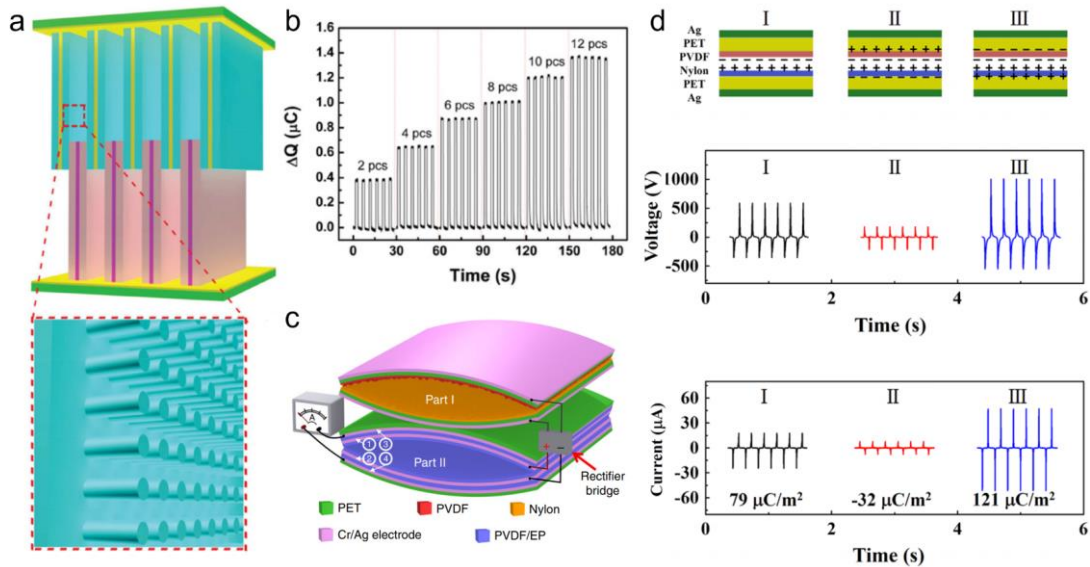 a
b
1.6
1.4
1.2
1.0
0.8
0.6
0.4
0.2
0.0
ΔQ (μC)
2 pcs
4 pcs
6 pcs
8 pcs
10 pcs
12 pcs
0 30 60 90 120 150 180
Time (s)
c
Part I
A
1 3
2 4
Part II
+ −
Rectifier
bridge
PET PVDF Nylon
Cr/Ag electrode PVDF/EP
d
I II III
Ag
PET
PVDF
Nylon
PET
Ag
+ + + + + + +
− − − − − − −
I II III
1000
500
0
-500
Voltage (V)
0 2 4 6
Time (s)
I II III
60
30
0
-30
-60
Current (μA)
79 μC/m² -32 μC/m² 121 μC/m²
0 2 4 6
Time (s)